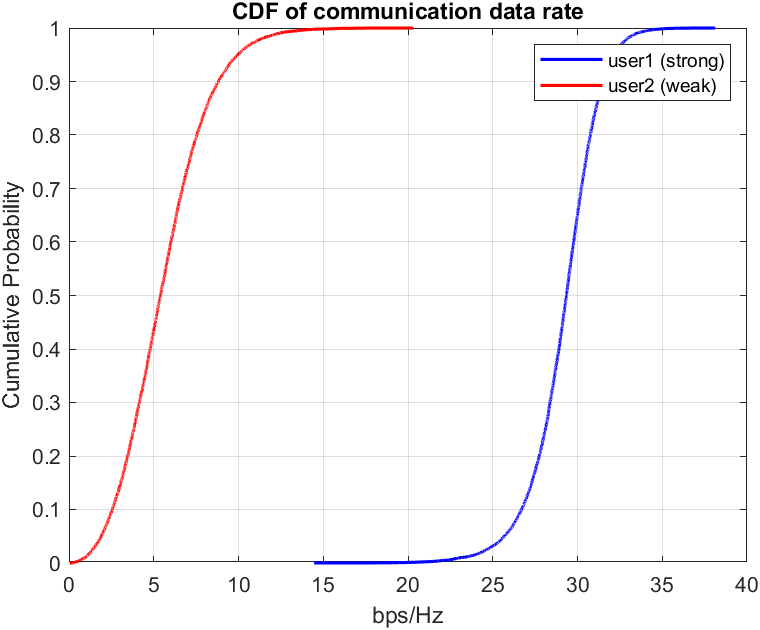 CDF of communication data rate
user1 (strong)
user2 (weak)
Cumulative Probability
1
0.9
0.8
0.7
0.6
0.5
0.4
0.3
0.2
0.1
0
0 5 10 15 20 25 30 35 40
bps/Hz